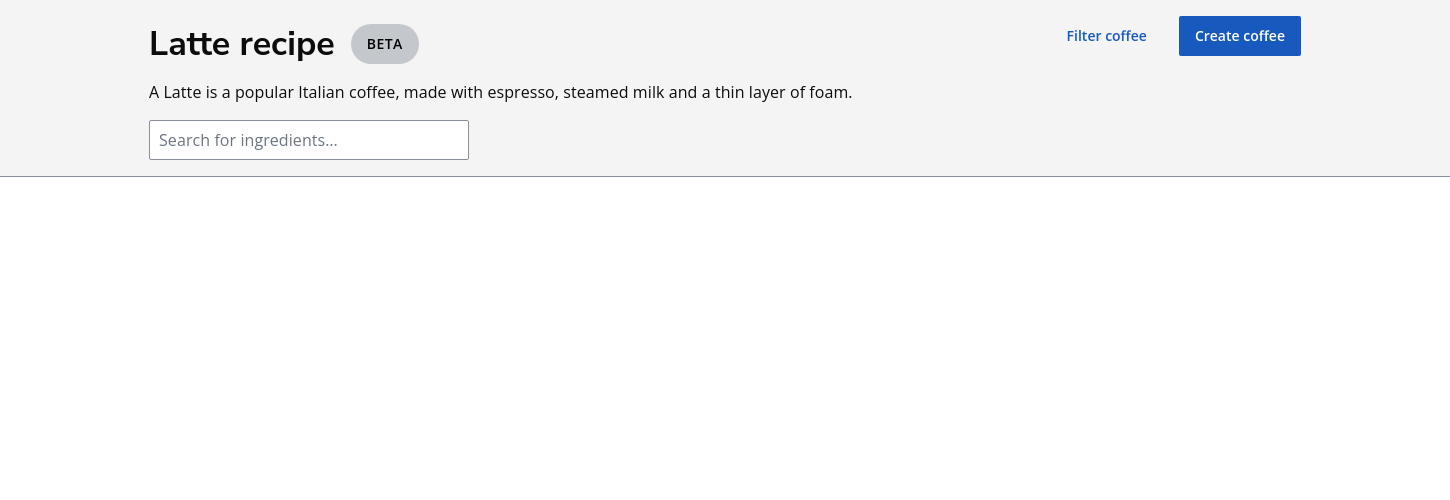 Latte recipe
BETA
Filter coffee
Create coffee
A Latte is a popular Italian coffee, made with espresso, steamed milk and a thin layer of foam.
Search for ingredients...